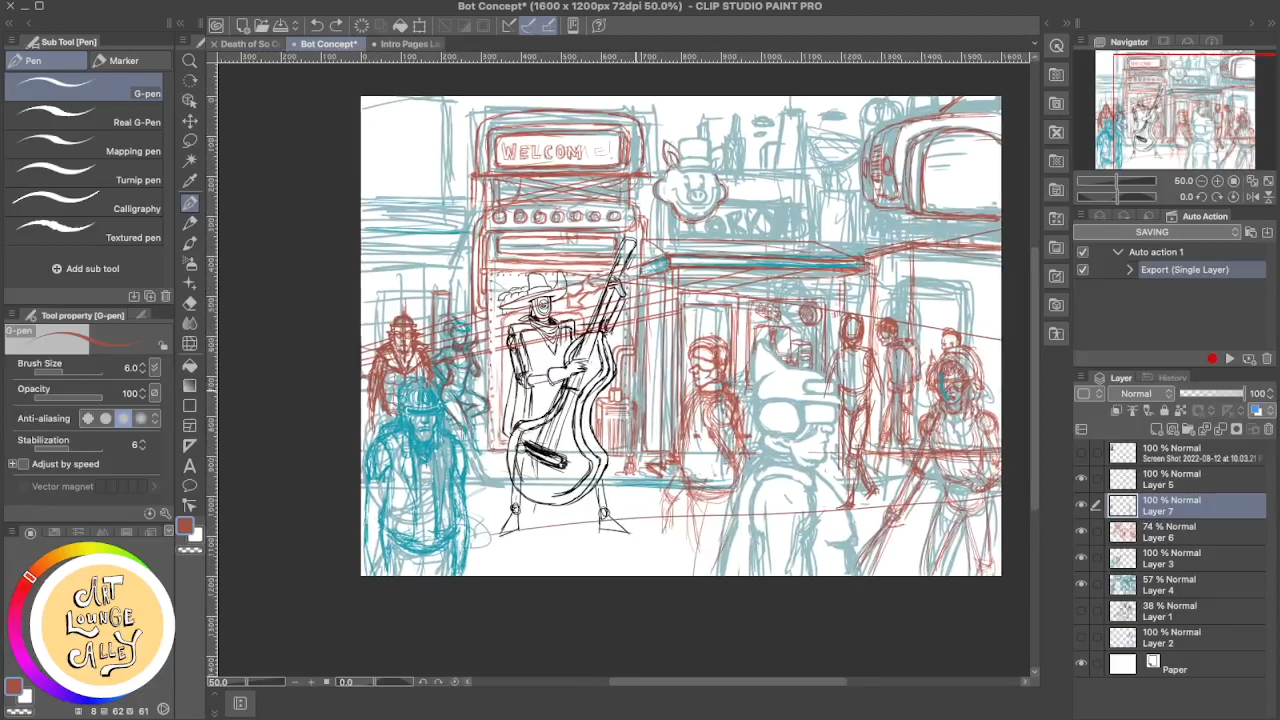 Bot Concept* (1600 x 1200px 72dpi 50.0%) - CLIP STUDIO PAINT PRO
Sub Tool [Pen]
Death of So C
Bot Concept*
Intro Pages La
Navigator
Pen
Marker
G-pen
Real G-Pen
Mapping pen
Turnip pen
Calligraphy
Textured pen
Add sub tool
Tool property [G-pen]
G-pen
Brush Size
6.0
Opacity
100
Anti-aliasing
Stabilization
6
Adjust by speed
Vector magnet
ART
LOUNGE
ALLEY
8 62 61
WELCOME
ORKY
50.0
0.0
50.0
0.0
Auto Action
SAVING
Auto action 1
Export (Single Layer)
Layer
History
Normal
100
100 % Normal
Screen Shot 2022-08-12 at 10.03.21
100 % Normal
Layer 5
100 % Normal
Layer 7
74 % Normal
Layer 6
100 % Normal
Layer 3
57 % Normal
Layer 4
38 % Normal
Layer 1
100 % Normal
Layer 2
Paper